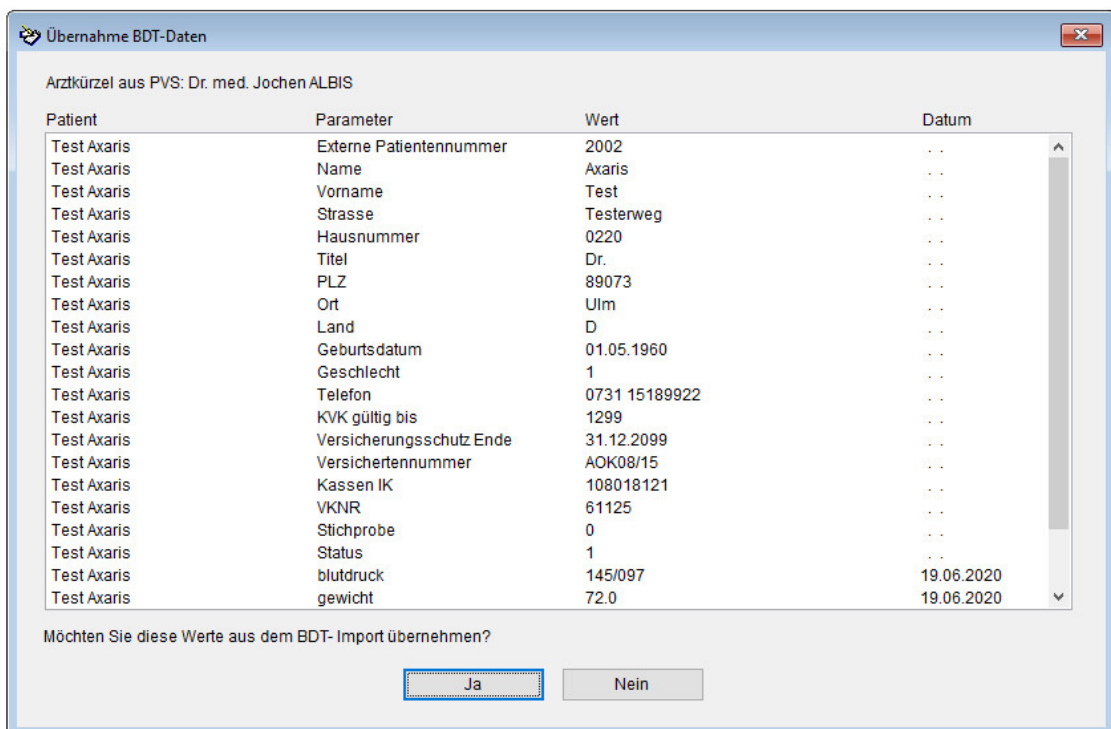 Übernahme BDT-Daten
Arztkürzel aus PVS: Dr. med. Jochen ALBIS
Patient Parameter Wert Datum
Test Axaris Externe Patientennummer 2002 . .
Test Axaris Name Axaris . .
Test Axaris Vorname Test . .
Test Axaris Strasse Testerweg . .
Test Axaris Hausnummer 0220 . .
Test Axaris Titel Dr. . .
Test Axaris PLZ 89073 . .
Test Axaris Ort Ulm . .
Test Axaris Land D . .
Test Axaris Geburtsdatum 01.05.1960 . .
Test Axaris Geschlecht 1 . .
Test Axaris Telefon 0731 15189922 . .
Test Axaris KVK gültig bis 1299 . .
Test Axaris Versicherungsschutz Ende 31.12.2099 . .
Test Axaris Versichertennummer AOK08/15 . .
Test Axaris Kassen IK 108018121 . .
Test Axaris VKNR 61125 . .
Test Axaris Stichprobe 0 . .
Test Axaris Status 1 . .
Test Axaris blutdruck 145/097 19.06.2020
Test Axaris gewicht 72.0 19.06.2020
Möchten Sie diese Werte aus dem BDT- Import übernehmen?
Ja Nein